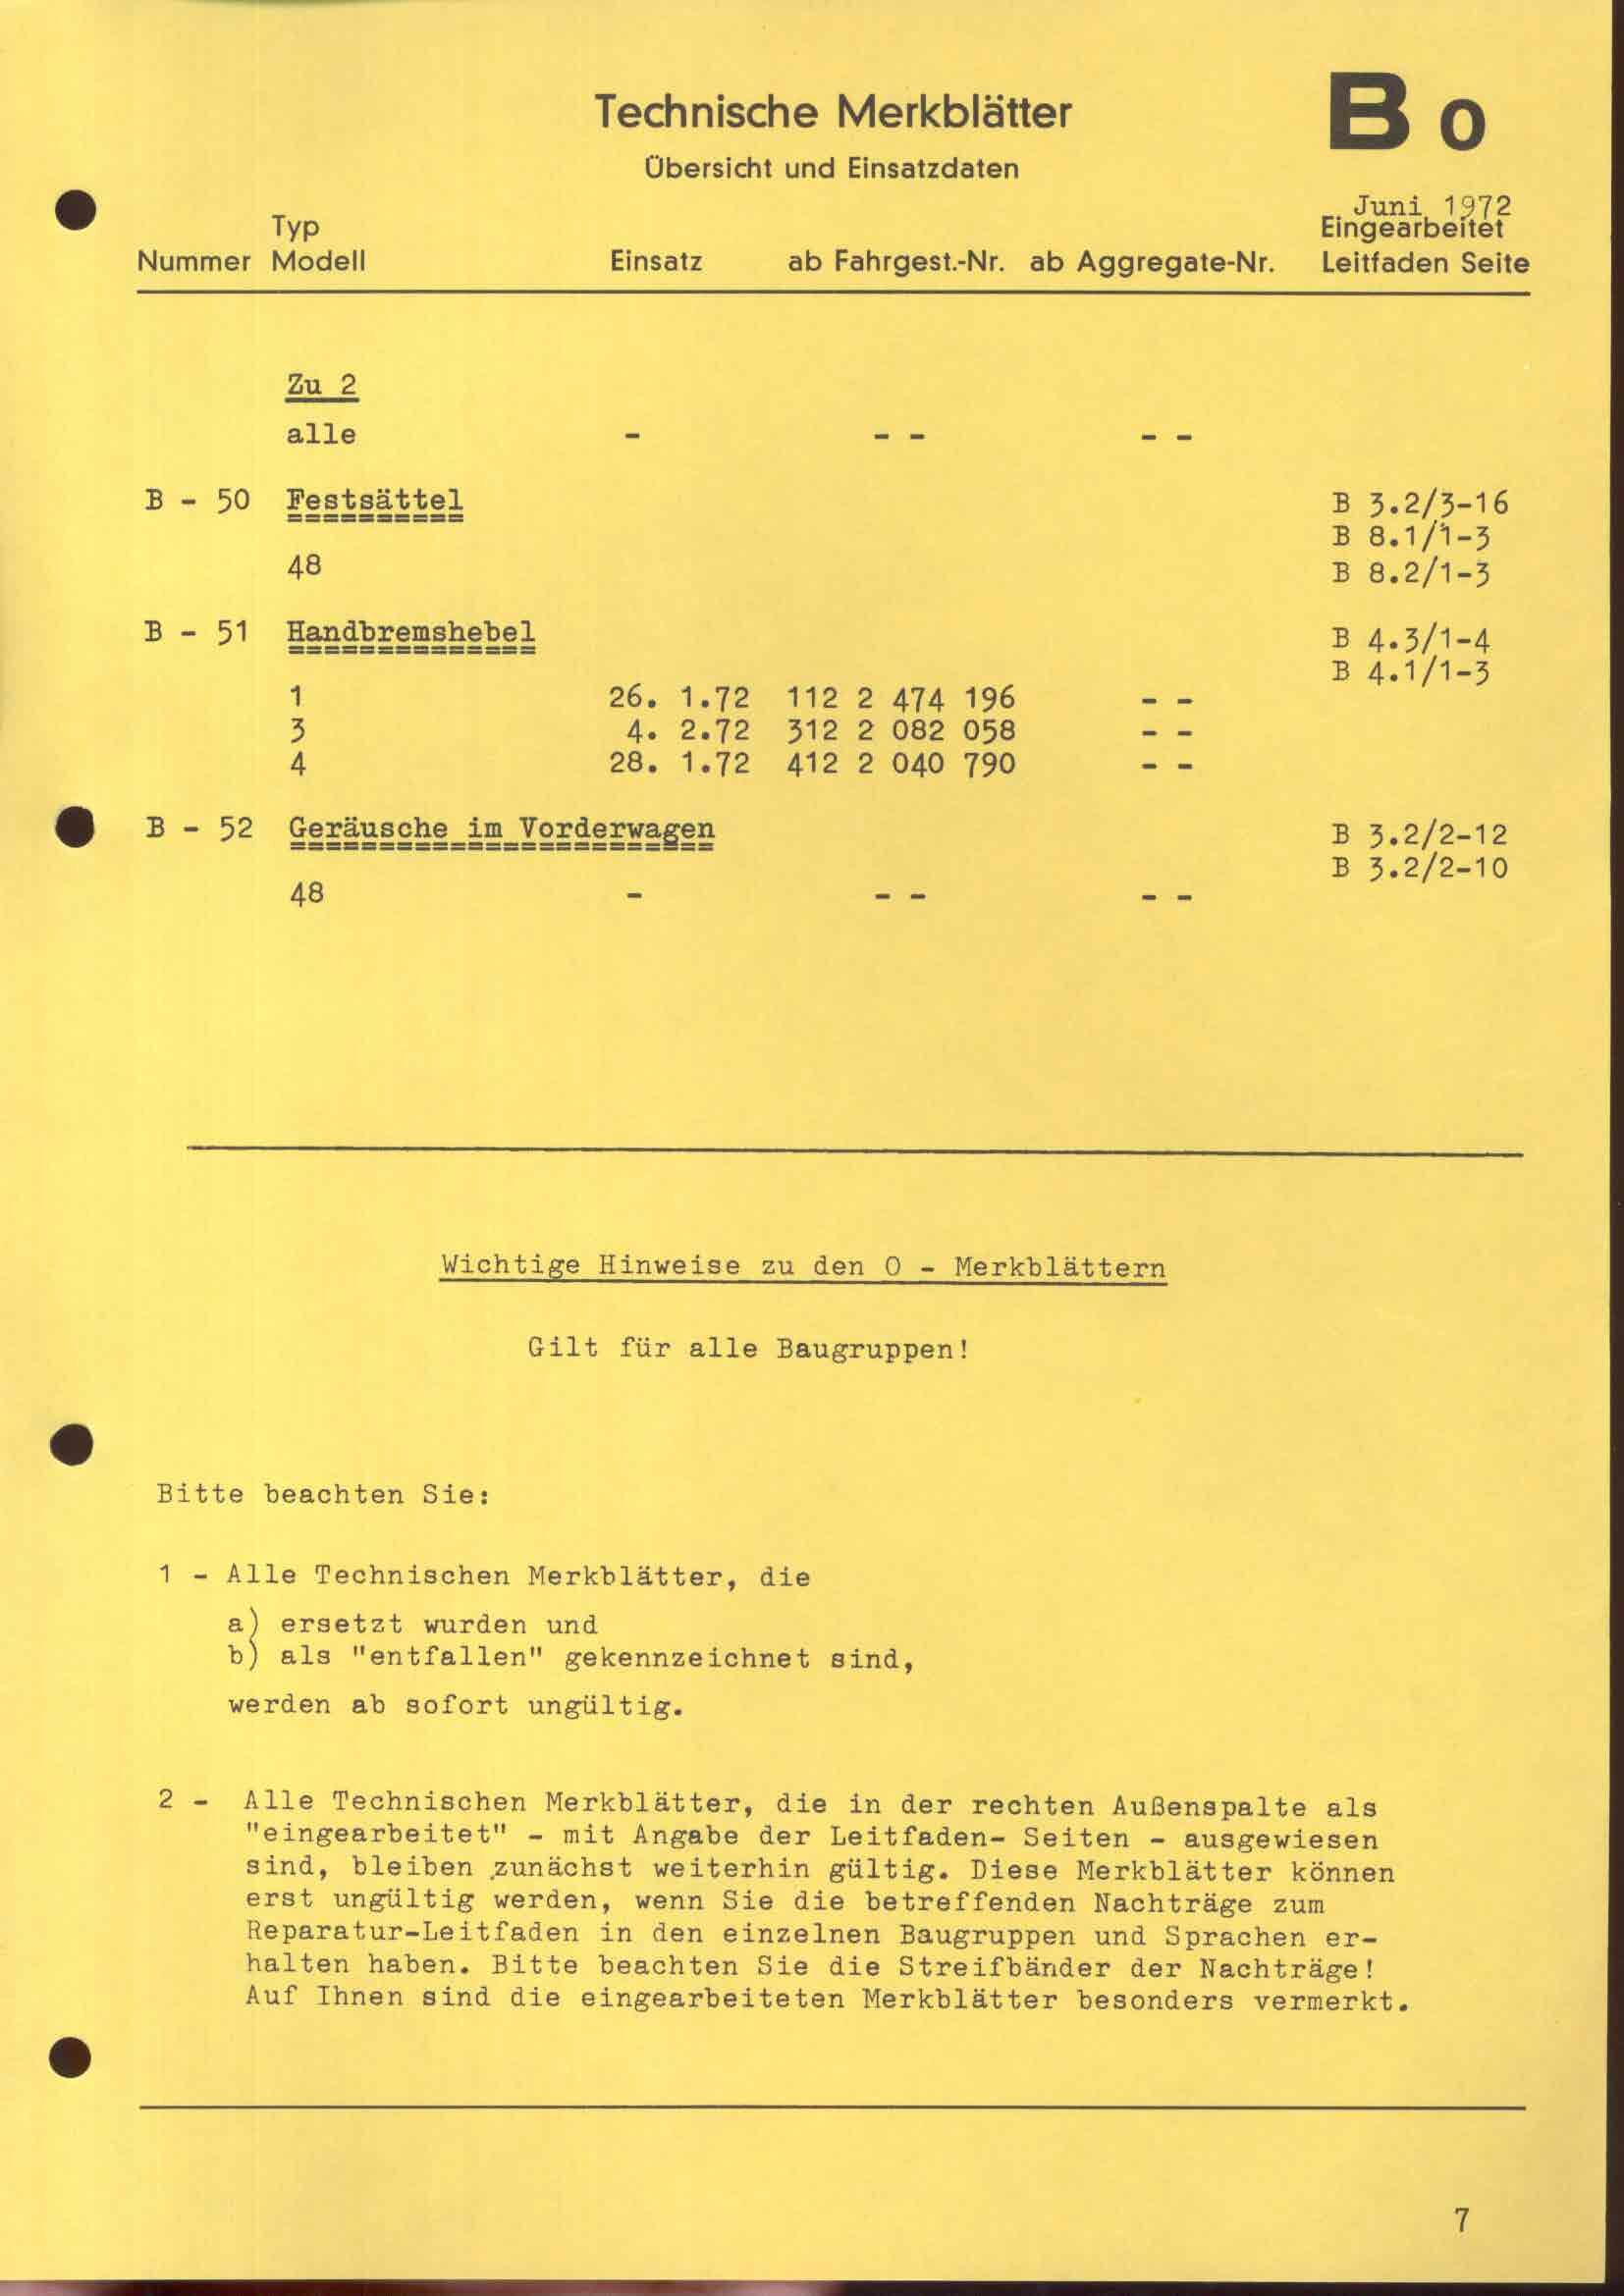 Technische Merkblätter
B 0
Übersicht und Einsatzdaten
Juni 1972
Typ
Eingearbeitet
Nummer Modell Einsatz ab Fahrgest.-Nr. ab Aggregate-Nr. Leitfaden Seite
Zu 2
alle - - - - -
B - 50 Festsättel B 3.2/3-16
B 8.1/1-3
48 B 8.2/1-3
B - 51 Handbremshebel B 4.3/1-4
B 4.1/1-3
1 26. 1.72 112 2 474 196 - -
3 4. 2.72 312 2 082 058 - -
4 28. 1.72 412 2 040 790 - -
B - 52 Geräusche im Vorderwagen B 3.2/2-12
B 3.2/2-10
48 - - - - -
Wichtige Hinweise zu den O - Merkblättern
Gilt für alle Baugruppen!
Bitte beachten Sie:
1 - Alle Technischen Merkblätter, die
a) ersetzt wurden und
b) als "entfallen" gekennzeichnet sind,
werden ab sofort ungültig.
2 - Alle Technischen Merkblätter, die in der rechten Außenspalte als
"eingearbeitet" - mit Angabe der Leitfaden- Seiten - ausgewiesen
sind, bleiben zunächst weiterhin gültig. Diese Merkblätter können
erst ungültig werden, wenn Sie die betreffenden Nachträge zum
Reparatur-Leitfaden in den einzelnen Baugruppen und Sprachen er-
halten haben. Bitte beachten Sie die Streifbänder der Nachträge!
Auf Ihnen sind die eingearbeiteten Merkblätter besonders vermerkt.
7